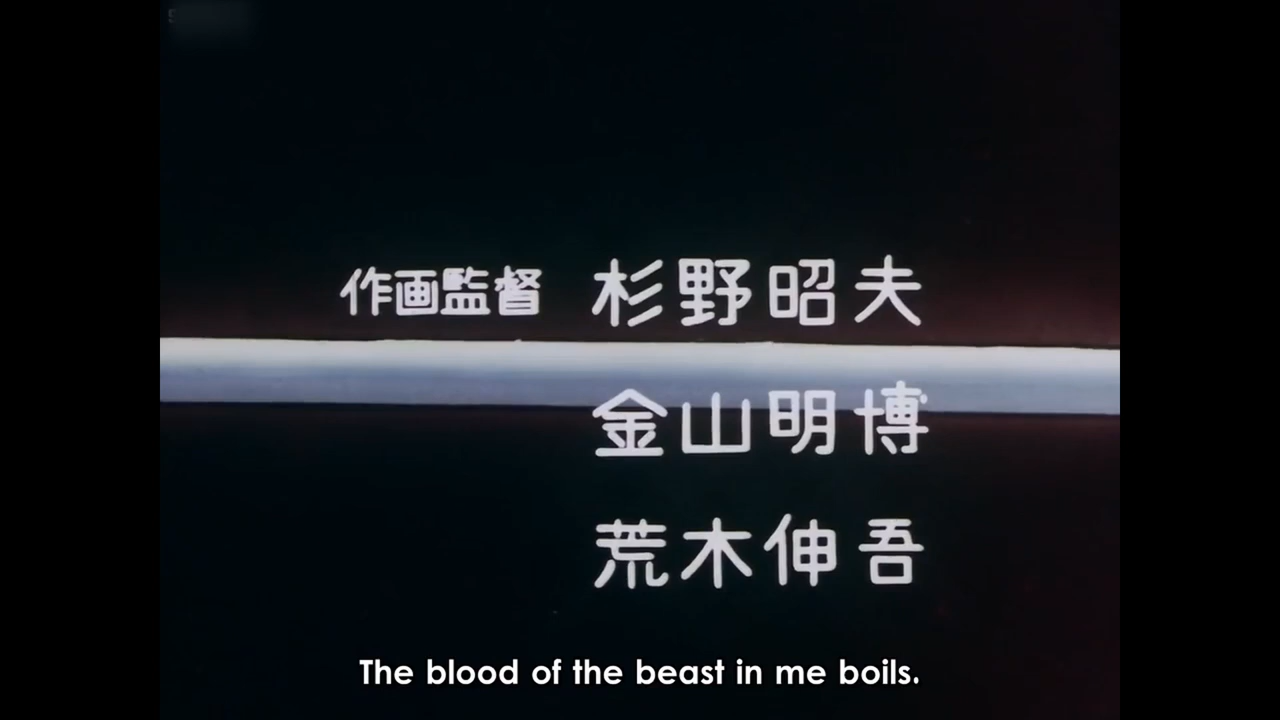 作画監督 杉野昭夫
金山明博
荒木伸吾
The blood of the beast in me boils.